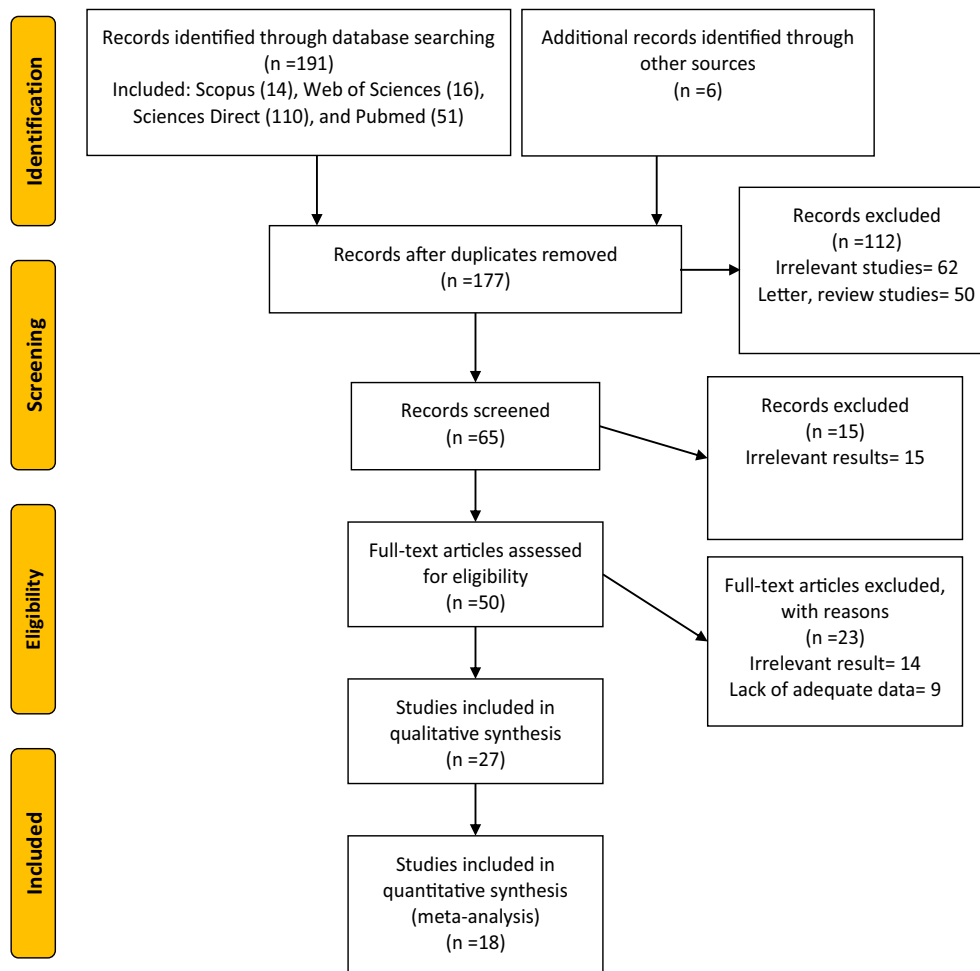 Identification
Records identified through database searching
(n =191)
Included: Scopus (14), Web of Sciences (16),
Sciences Direct (110), and Pubmed (51)
Additional records identified through
other sources
(n =6)
Records after duplicates removed
(n =177)
Records excluded
(n =112)
Irrelevant studies= 62
Letter, review studies= 50
Screening
Records screened
(n =65)
Records excluded
(n =15)
Irrelevant results= 15
Eligibility
Full-text articles assessed
for eligibility
(n =50)
Full-text articles excluded,
with reasons
(n =23)
Irrelevant result= 14
Lack of adequate data= 9
Studies included in
qualitative synthesis
(n =27)
Included
Studies included in
quantitative synthesis
(meta-analysis)
(n =18)